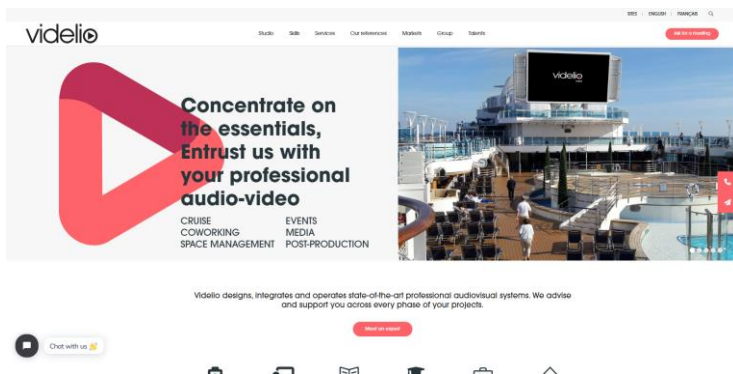 SITES | ENGLISH | FRANÇAIS
videlio
Studio Skills Services Our references Markets Group Talents
Ask for a meeting
Concentrate on
the essentials,
Entrust us with
your professional
audio-video
CRUISE EVENTS
COWORKING MEDIA
SPACE MANAGEMENT POST-PRODUCTION
videlio
Videlio designs, integrates and operates state-of-the-art professional audiovisual systems. We advise
and support you across every phase of your projects.
Meet an expert
Chat with us 👋